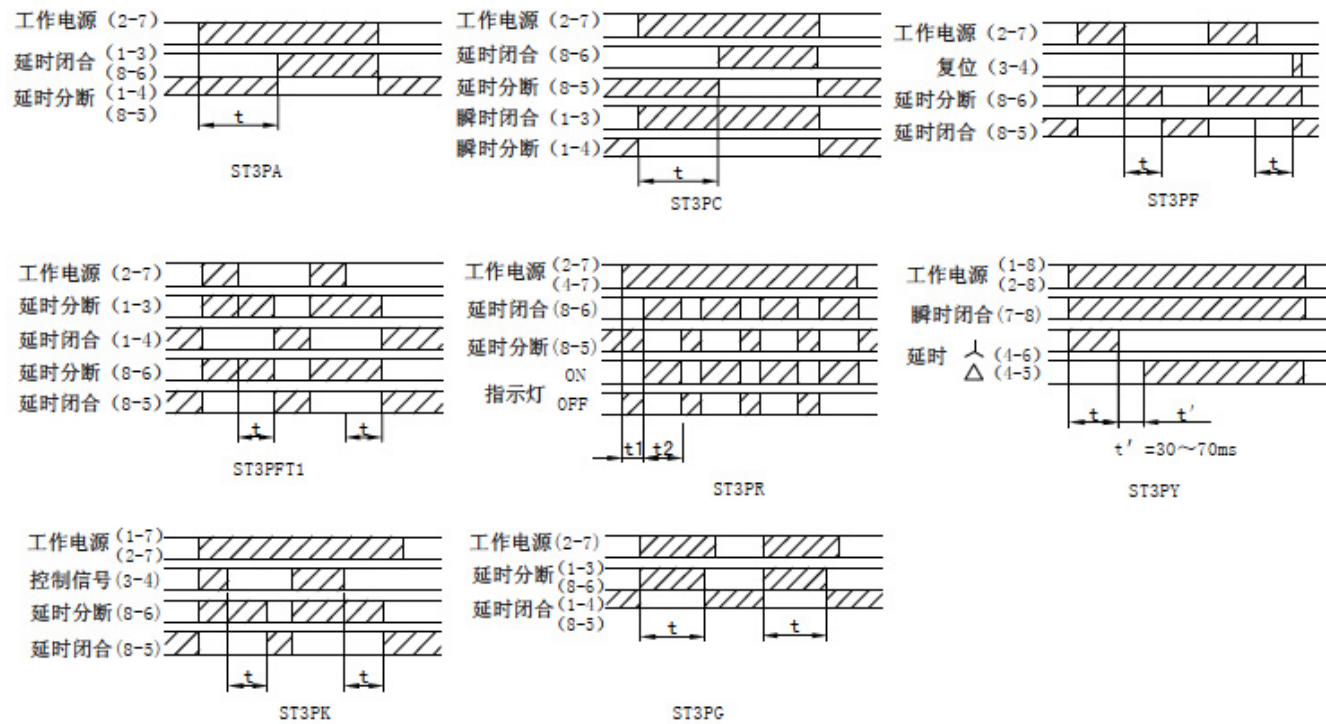 工作电源 (2-7)
延时闭合 (1-3)
(8-6)
延时分断 (1-4)
(8-5)
t
ST3PA
工作电源 (2-7)
延时闭合 (8-6)
延时分断 (8-5)
瞬时闭合 (1-3)
瞬时分断 (1-4)
t
ST3PC
工作电源 (2-7)
复位 (3-4)
延时分断 (8-6)
延时闭合 (8-5)
t t
ST3PF
工作电源 (2-7)
延时分断 (1-3)
延时闭合 (1-4)
延时分断 (8-6)
延时闭合 (8-5)
t t
ST3PFT1
工作电源 (2-7)
(4-7)
延时闭合 (8-6)
延时分断 (8-5)
指示灯 ON
OFF
t1 t2
ST3PR
工作电源 (1-8)
(2-8)
瞬时闭合 (7-8)
延时 (4-6)
(4-5)
t t'
t' =30～70ms
ST3PY
工作电源 (1-7)
(2-7)
控制信号 (3-4)
延时分断 (8-6)
延时闭合 (8-5)
t t
ST3PK
工作电源 (2-7)
延时分断 (1-3)
(8-6)
延时闭合 (1-4)
(8-5)
t t
ST3PG